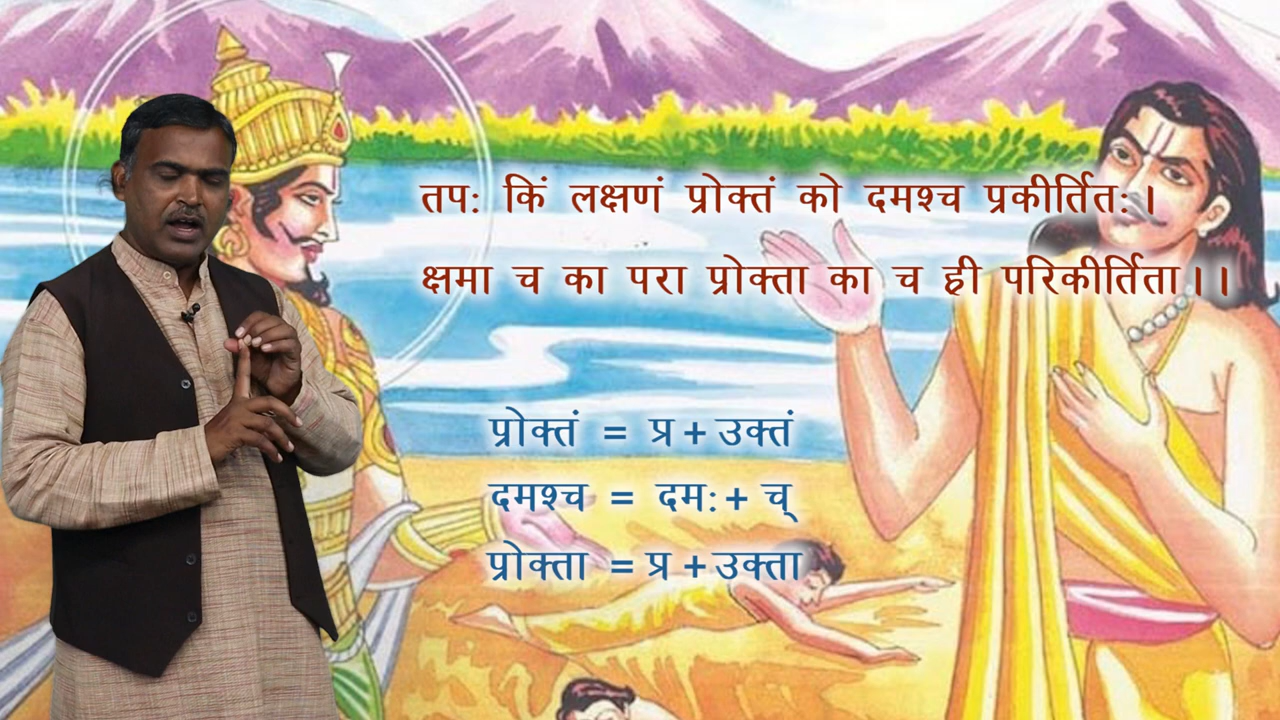 तप: किं लक्षणं प्रोक्तं को दमश्च प्रकीर्तित:।
क्षमा च का परा प्रोक्ता का च ह्री परिकीर्तिता।।
प्रोक्तं = प्र + उक्तं
दमश्च = दम: + च्
प्रोक्ता = प्र + उक्ता